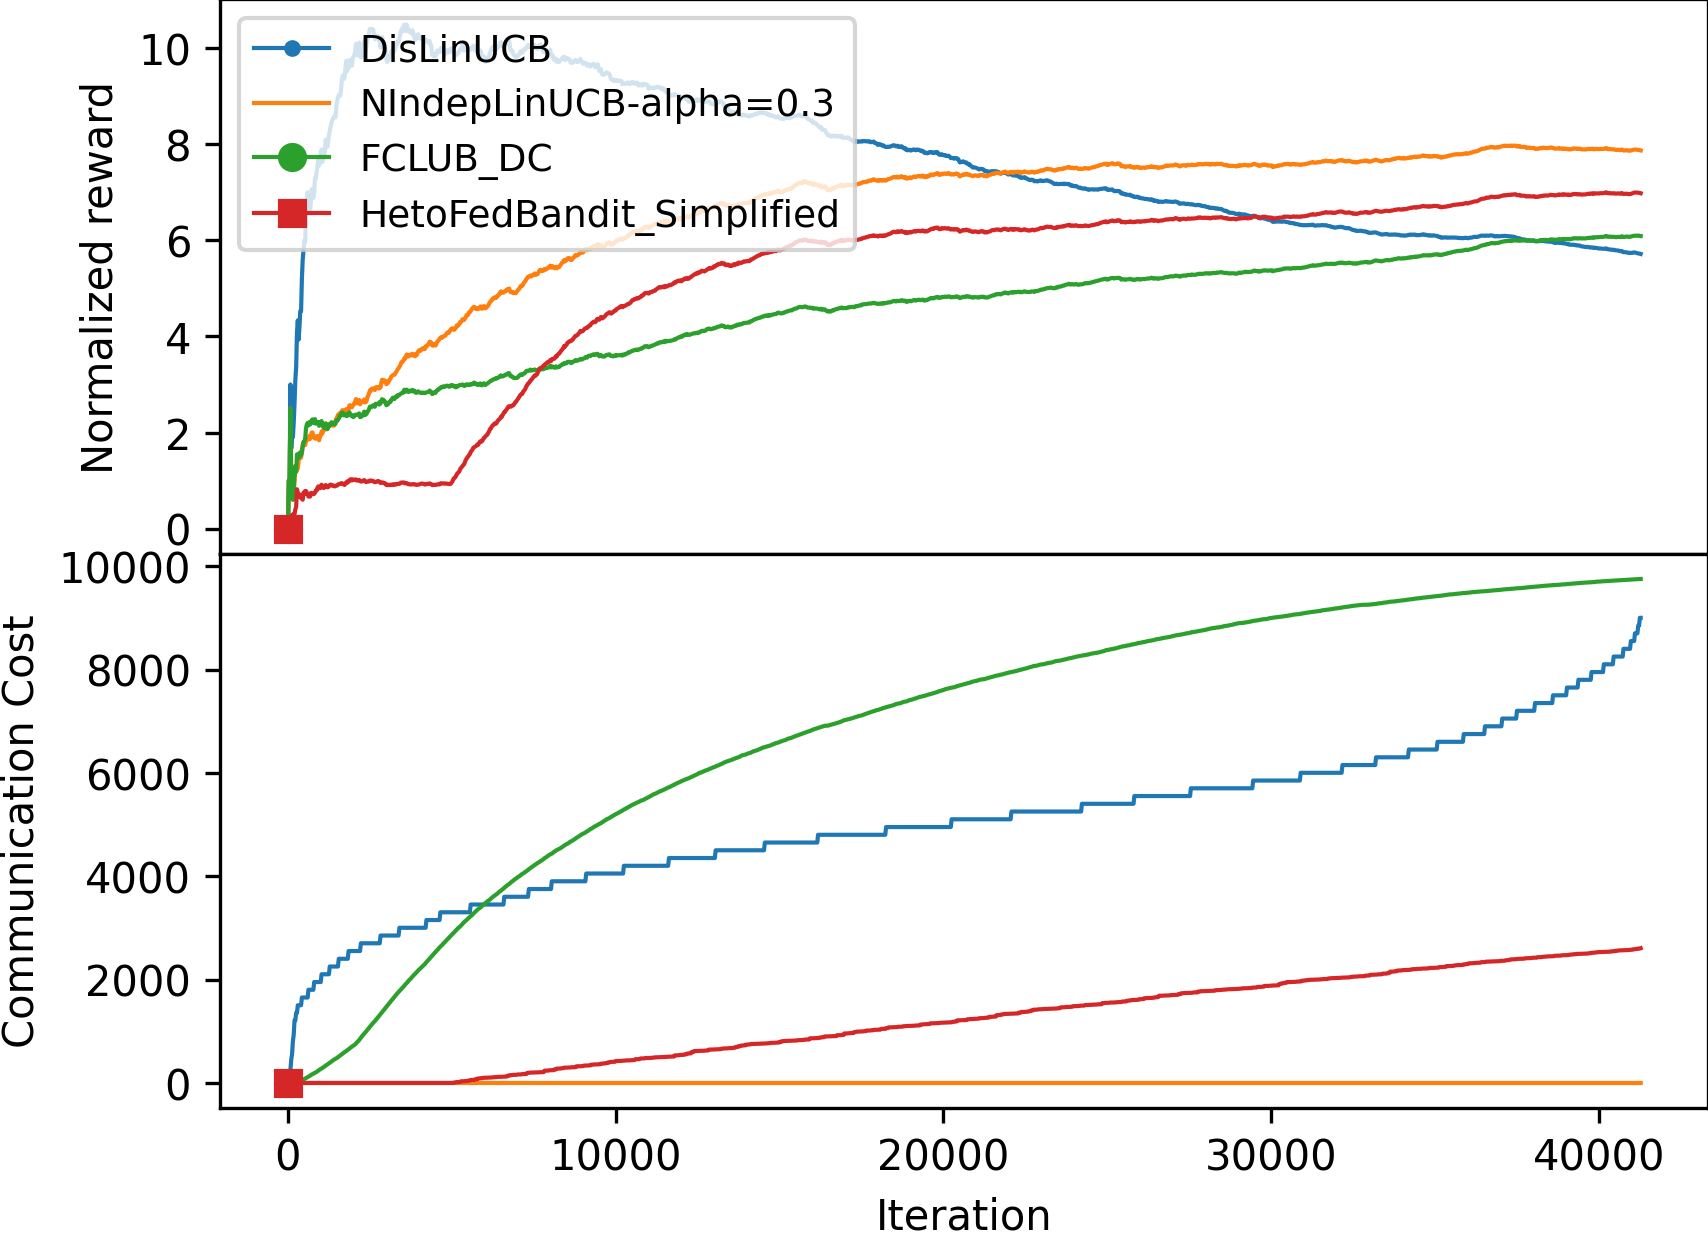 Normalized reward
10
8
6
4
2
0
DisLinUCB
NIndepLinUCB-alpha=0.3
FCLUB_DC
HetoFedBandit_Simplified
Communication Cost
10000
8000
6000
4000
2000
0
0 10000 20000 30000 40000
Iteration